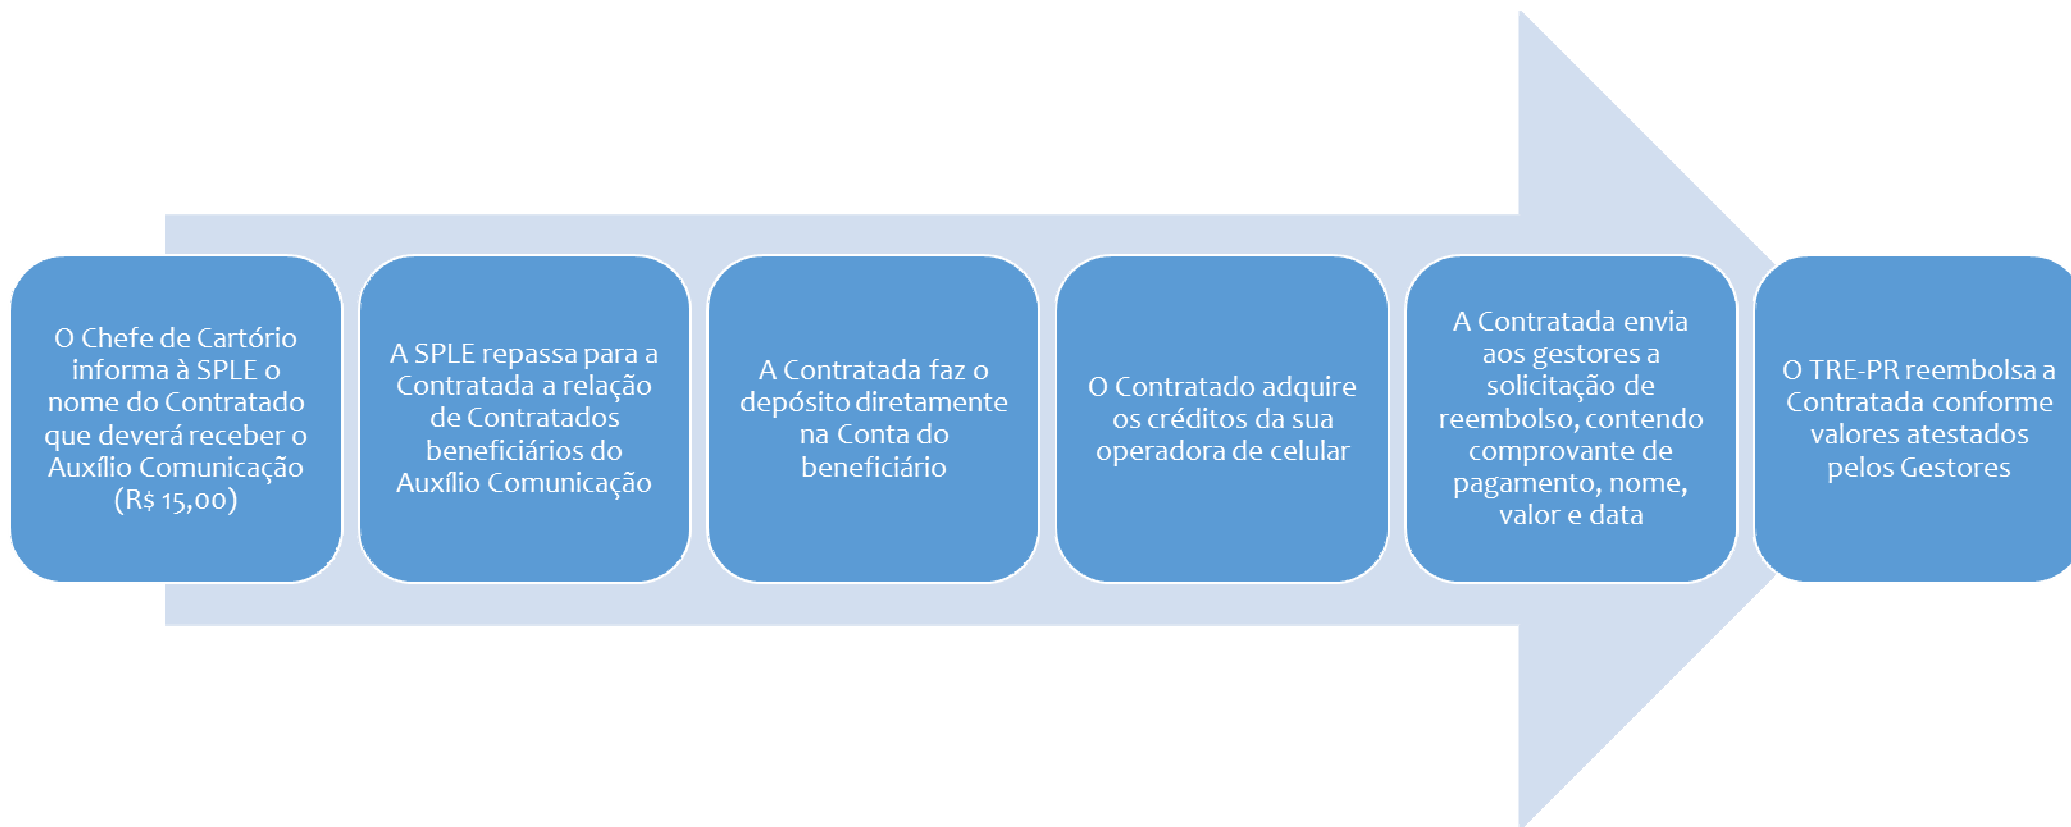 O Chefe de Cartório
informa à SPLE o
nome do Contratado
que deverá receber o
Auxílio Comunicação
(R$ 15,00)
A SPLE repassa para a
Contratada a relação
de Contratados
beneficiários do
Auxílio Comunicação
A Contratada faz o
depósito diretamente
na Conta do
beneficiário
O Contratado adquire
os créditos da sua
operadora de celular
A Contratada envia
aos gestores a
solicitação de
reembolso, contendo
comprovante de
pagamento, nome,
valor e data
O TRE-PR reembolsa a
Contratada conforme
valores atestados
pelos Gestores